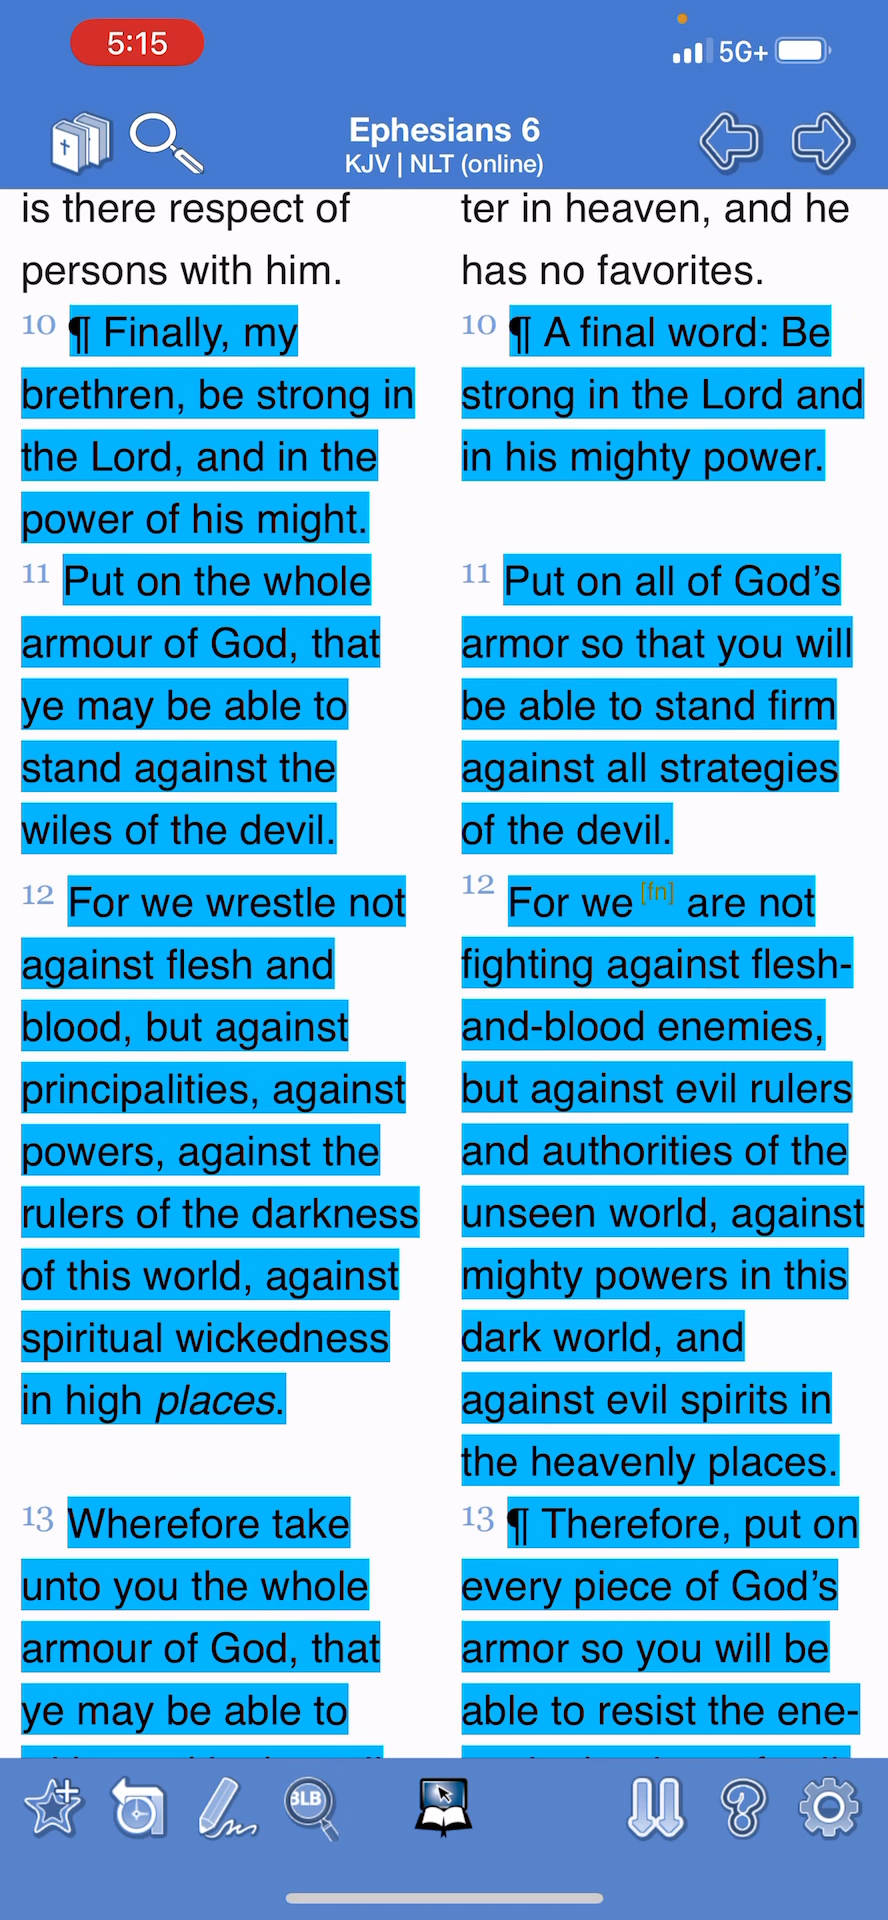 5:15
5G+
Ephesians 6
KJV | NLT (online)
is there respect of
persons with him.
10 ¶ Finally, my
brethren, be strong in
the Lord, and in the
power of his might.
11 Put on the whole
armour of God, that
ye may be able to
stand against the
wiles of the devil.
12 For we wrestle not
against flesh and
blood, but against
principalities, against
powers, against the
rulers of the darkness
of this world, against
spiritual wickedness
in high places.
13 Wherefore take
unto you the whole
armour of God, that
ye may be able to
ter in heaven, and he
has no favorites.
10 ¶ A final word: Be
strong in the Lord and
in his mighty power.
11 Put on all of God’s
armor so that you will
be able to stand firm
against all strategies
of the devil.
12 For we [fn] are not
fighting against flesh-
and-blood enemies,
but against evil rulers
and authorities of the
unseen world, against
mighty powers in this
dark world, and
against evil spirits in
the heavenly places.
13 ¶ Therefore, put on
every piece of God’s
armor so you will be
able to resist the ene-
BLB